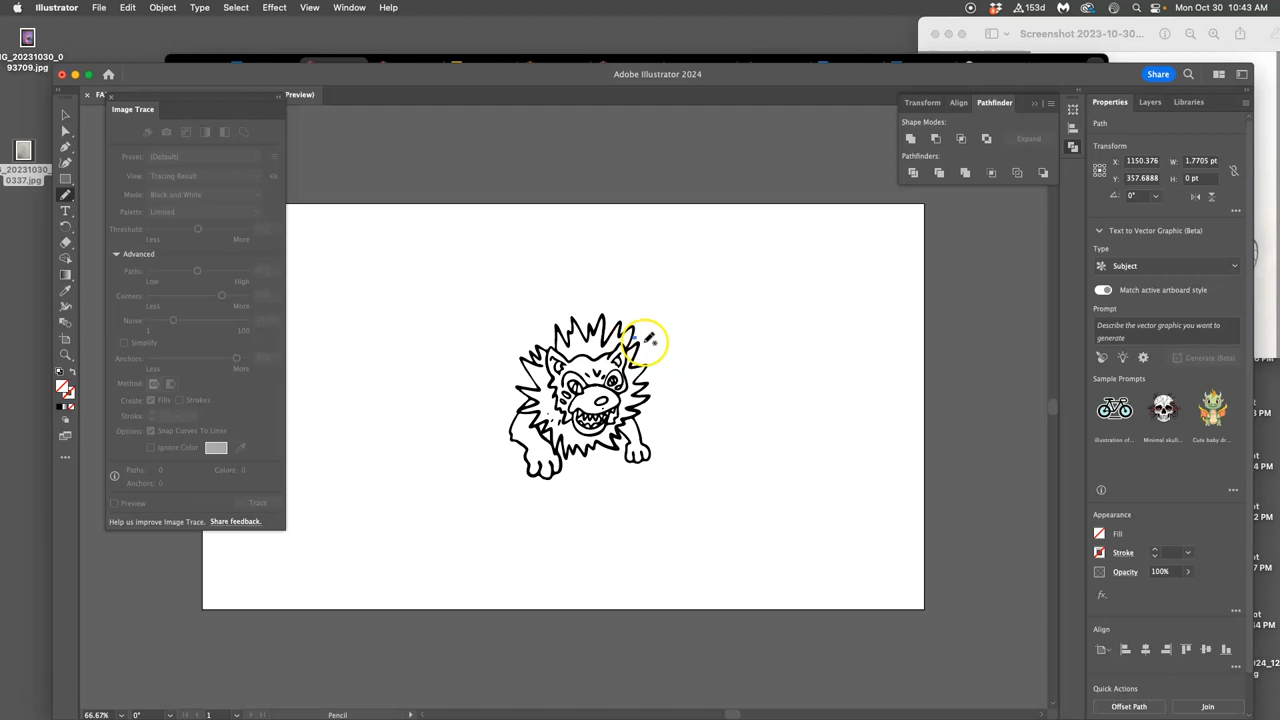 Illustrator File Edit Object Type Select Effect View Window Help
153d
Mon Oct 30 10:43 AM
IG_20231030_0
93709.jpg
_20231030_
0337.jpg
Screenshot 2023-10-30...
Adobe Illustrator 2024
Share
FA
Preview)
Image Trace
Preset: [Default]
View: Tracing Result
Mode: Black and White
Palette: Limited
Threshold:
Less More
Advanced
Paths:
Low High
Corners:
Less More
Noise:
1 100
Simplify
Anchors:
Less More
Method:
Create: Fills Strokes
Stroke:
Options: Snap Curves To Lines
Ignore Color
Paths: 0 Colors: 0
Anchors: 0
Preview Trace
Help us improve Image Trace. Share feedback.
Transform Align Pathfinder
Shape Modes:
Expand
Pathfinders:
Properties Layers Libraries
Path
Transform
X: 1150.376 W: 1.7705 pt
Y: 357.6888 H: 0 pt
0°
Text to Vector Graphic (Beta)
Type
Subject
Match active artboard style
Prompt
Describe the vector graphic you want to
generate
Generate (Beta)
Sample Prompts
illustration of... Minimal skull... Cute baby dr...
Appearance
Fill
Stroke
Opacity 100%
fx
Align
Quick Actions
Offset Path Join
66.67% 0° 1 Pencil